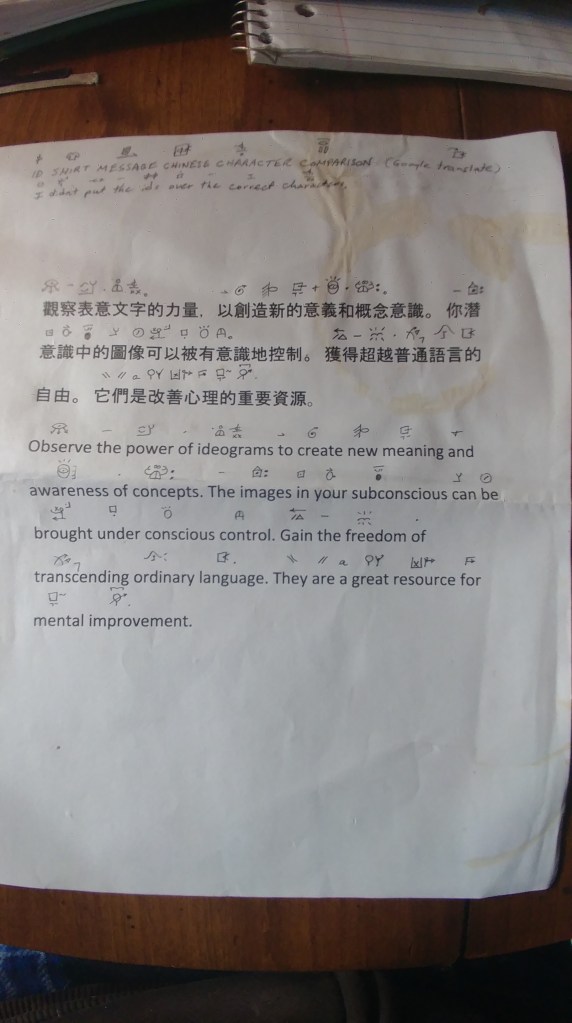 ID SHIRT MESSAGE CHINESE CHARACTER COMPARISON. (Google translate)
I didnt put the ids over the correct characters.
觀察表意文字的力量，以創造新的意義和概念意識。 你潛
意識中的圖像可以被有意識地控制。 獲得超越普通語言的
自由。 它們是改善心理的重要資源。
Observe the power of ideograms to create new meaning and
awareness of concepts. The images in your subconscious can be
brought under conscious control. Gain the freedom of
transcending ordinary language. They are a great resource for
mental improvement.